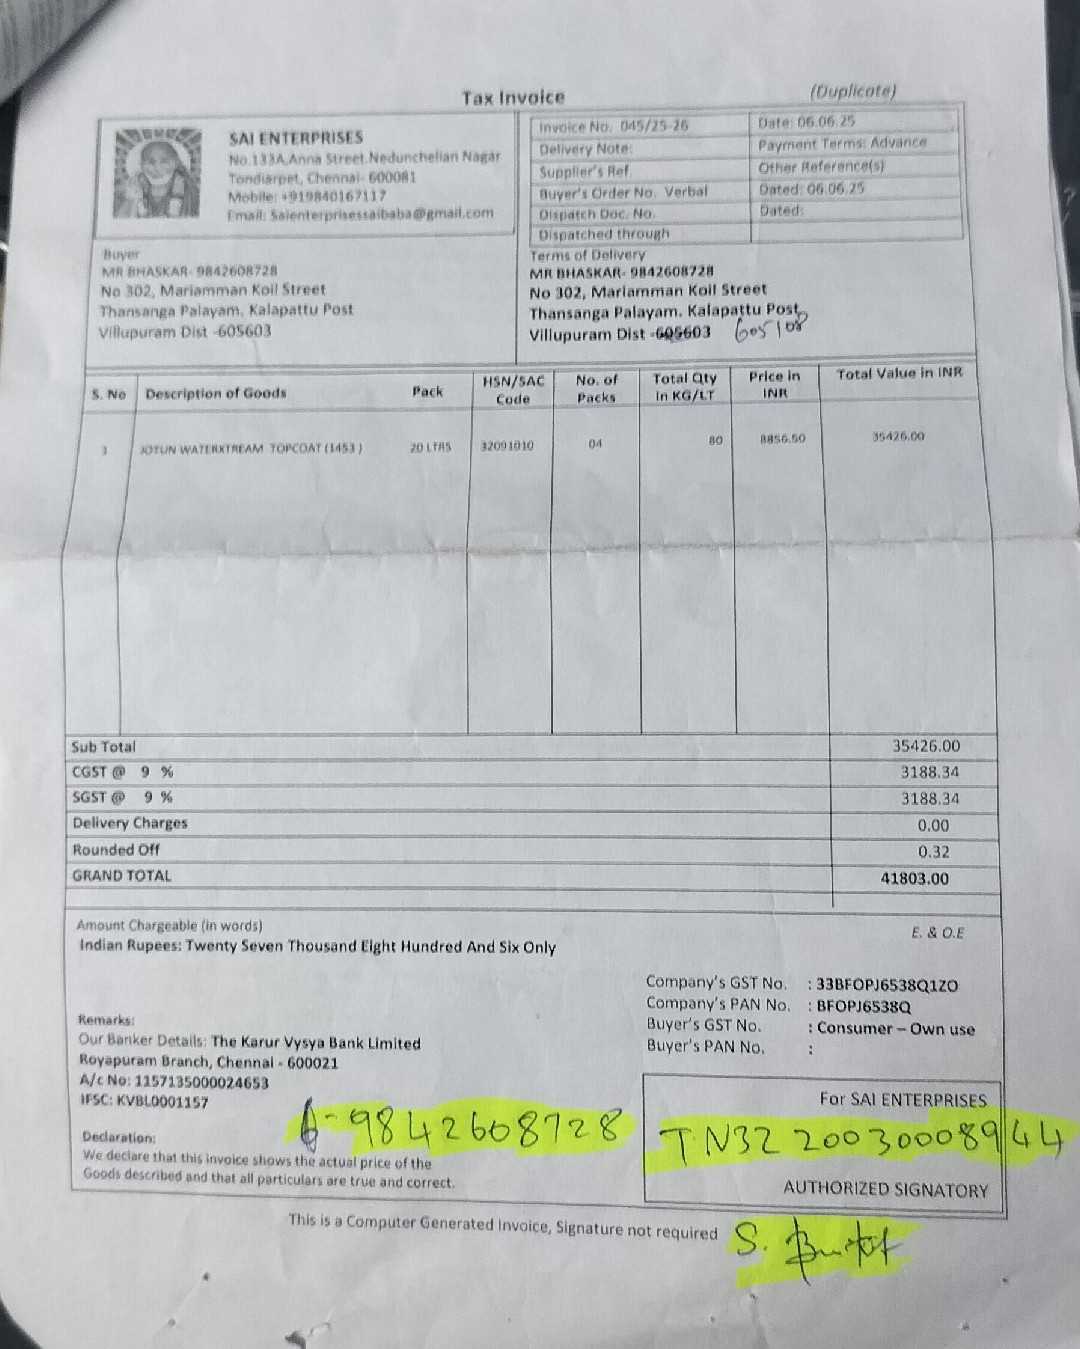 Tax Invoice
(Duplicate)
SAI ENTERPRISES
No.133A,Anna Street,Nedunchelian Nagar
Tondiarpet, Chennai- 600081
Mobile: +919840167117
Email: Saienterprisessaibaba@gmail.com
Invoice No. 045/25-26
Date: 06.06.25
Delivery Note:
Payment Terms: Advance
Supplier's Ref.
Other Reference(s)
Buyer's Order No. Verbal
Dated: 06.06.25
Dispatch Doc. No.
Dated:
Dispatched through
Buyer
MR BHASKAR- 9842608728
No 302, Mariamman Koil Street
Thansanga Palayam. Kalapattu Post
Villupuram Dist -605603
Terms of Delivery
MR BHASKAR- 9842608728
No 302, Mariamman Koil Street
Thansanga Palayam. Kalapattu Post,
Villupuram Dist -605603 605108
S. No Description of Goods Pack HSN/SAC Code No. of Packs Total Qty in KG/LT Price in INR Total Value in INR
1 JOTUN WATERXTREAM TOPCOAT (1453 ) 20 LTRS 32091010 04 80 8856.50 35426.00
Sub Total 35426.00
CGST @ 9 % 3188.34
SGST @ 9 % 3188.34
Delivery Charges 0.00
Rounded Off 0.32
GRAND TOTAL 41803.00
Amount Chargeable (in words)
E. & O.E
Indian Rupees: Twenty Seven Thousand Eight Hundred And Six Only
Company's GST No. : 33BFOPJ6538Q1ZO
Company's PAN No. : BFOPJ6538Q
Buyer's GST No. : Consumer – Own use
Buyer's PAN No. :
Remarks:
Our Banker Details: The Karur Vysya Bank Limited
Royapuram Branch, Chennai - 600021
A/c No: 1157135000024653
IFSC: KVBL0001157
9842608728
For SAI ENTERPRISES
TN32 20030008944
Declaration:
We declare that this invoice shows the actual price of the
Goods described and that all particulars are true and correct.
AUTHORIZED SIGNATORY
This is a Computer Generated Invoice, Signature not required
S.